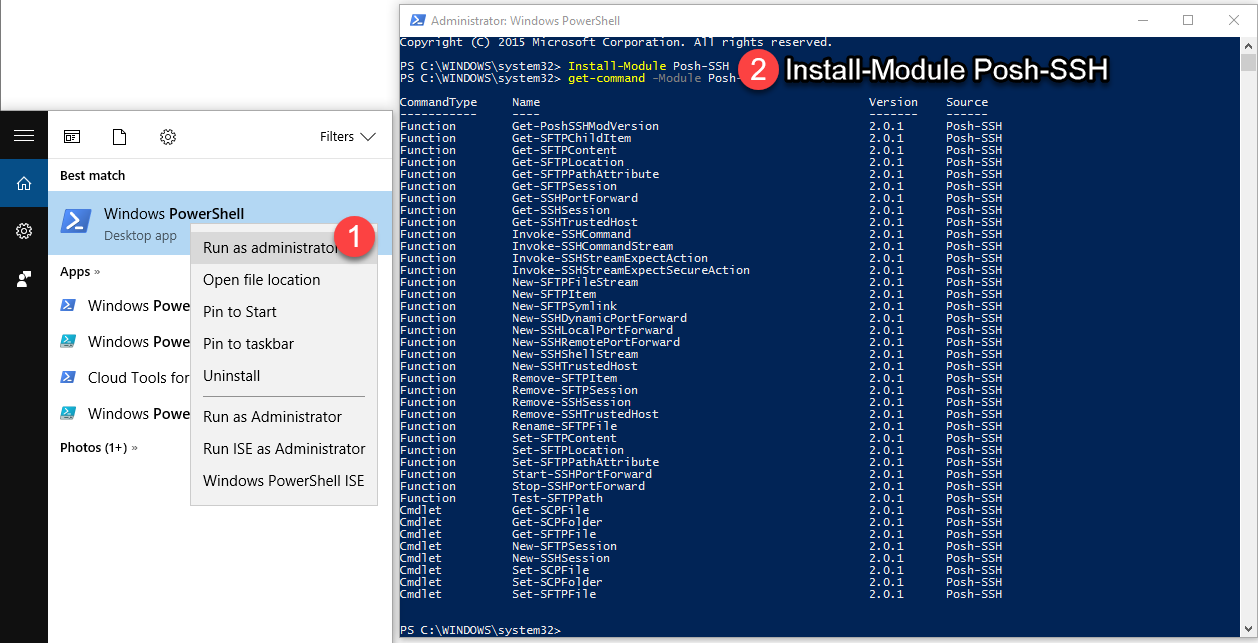 Filters
Best match
Windows PowerShell
Desktop app
1
Run as administrator
Open file location
Pin to Start
Pin to taskbar
Uninstall
Run as Administrator
Run ISE as Administrator
Windows PowerShell ISE
Apps »
Windows Powe
Windows Powe
Cloud Tools for
Windows Powe
Photos (1+) »
Administrator: Windows PowerShell
Copyright (C) 2015 Microsoft Corporation. All rights reserved.
PS C:\WINDOWS\system32> Install-Module Posh-SSH
PS C:\WINDOWS\system32> get-command -Module Posh-
2 Install-Module Posh-SSH
CommandType Name Version Source
----------- ---- ------- ------
Function Get-PoshSSHModVersion 2.0.1 Posh-SSH
Function Get-SFTPChildItem 2.0.1 Posh-SSH
Function Get-SFTPContent 2.0.1 Posh-SSH
Function Get-SFTPLocation 2.0.1 Posh-SSH
Function Get-SFTPPathAttribute 2.0.1 Posh-SSH
Function Get-SFTPSession 2.0.1 Posh-SSH
Function Get-SSHPortForward 2.0.1 Posh-SSH
Function Get-SSHSession 2.0.1 Posh-SSH
Function Get-SSHTrustedHost 2.0.1 Posh-SSH
Function Invoke-SSHCommand 2.0.1 Posh-SSH
Function Invoke-SSHCommandStream 2.0.1 Posh-SSH
Function Invoke-SSHStreamExpectAction 2.0.1 Posh-SSH
Function Invoke-SSHStreamExpectSecureAction 2.0.1 Posh-SSH
Function New-SFTPFileStream 2.0.1 Posh-SSH
Function New-SFTPItem 2.0.1 Posh-SSH
Function New-SFTPSymlink 2.0.1 Posh-SSH
Function New-SSHDynamicPortForward 2.0.1 Posh-SSH
Function New-SSHLocalPortForward 2.0.1 Posh-SSH
Function New-SSHRemotePortForward 2.0.1 Posh-SSH
Function New-SSHShellStream 2.0.1 Posh-SSH
Function New-SSHTrustedHost 2.0.1 Posh-SSH
Function Remove-SFTPItem 2.0.1 Posh-SSH
Function Remove-SFTPSession 2.0.1 Posh-SSH
Function Remove-SSHSession 2.0.1 Posh-SSH
Function Remove-SSHTrustedHost 2.0.1 Posh-SSH
Function Rename-SFTPFile 2.0.1 Posh-SSH
Function Set-SFTPContent 2.0.1 Posh-SSH
Function Set-SFTPLocation 2.0.1 Posh-SSH
Function Set-SFTPPathAttribute 2.0.1 Posh-SSH
Function Start-SSHPortForward 2.0.1 Posh-SSH
Function Stop-SSHPortForward 2.0.1 Posh-SSH
Function Test-SFTPPath 2.0.1 Posh-SSH
Cmdlet Get-SCPFile 2.0.1 Posh-SSH
Cmdlet Get-SCPFolder 2.0.1 Posh-SSH
Cmdlet Get-SFTPFile 2.0.1 Posh-SSH
Cmdlet New-SFTPSession 2.0.1 Posh-SSH
Cmdlet New-SSHSession 2.0.1 Posh-SSH
Cmdlet Set-SCPFile 2.0.1 Posh-SSH
Cmdlet Set-SCPFolder 2.0.1 Posh-SSH
Cmdlet Set-SFTPFile 2.0.1 Posh-SSH
PS C:\WINDOWS\system32>